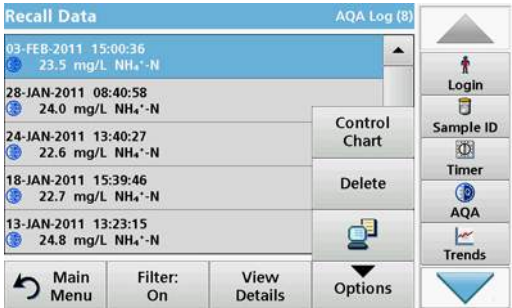 Recall Data
AQA Log (8)
03-FEB-2011 15:00:36
23.5 mg/L NH₄⁺-N
28-JAN-2011 08:40:58
24.0 mg/L NH₄⁺-N
24-JAN-2011 13:40:27
22.6 mg/L NH₄⁺-N
18-JAN-2011 15:39:46
22.7 mg/L NH₄⁺-N
13-JAN-2011 13:23:15
24.8 mg/L NH₄⁺-N
Control
Chart
Delete
Main
Menu
Filter:
On
View
Details
Options
Login
Sample ID
Timer
AQA
Trends